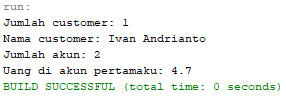 run:
Jumlah customer: 1
Nama customer: Ivan Andrianto
Jumlah akun: 2
Uang di akun pertamaku: 4.7
BUILD SUCCESSFUL (total time: 0 seconds)